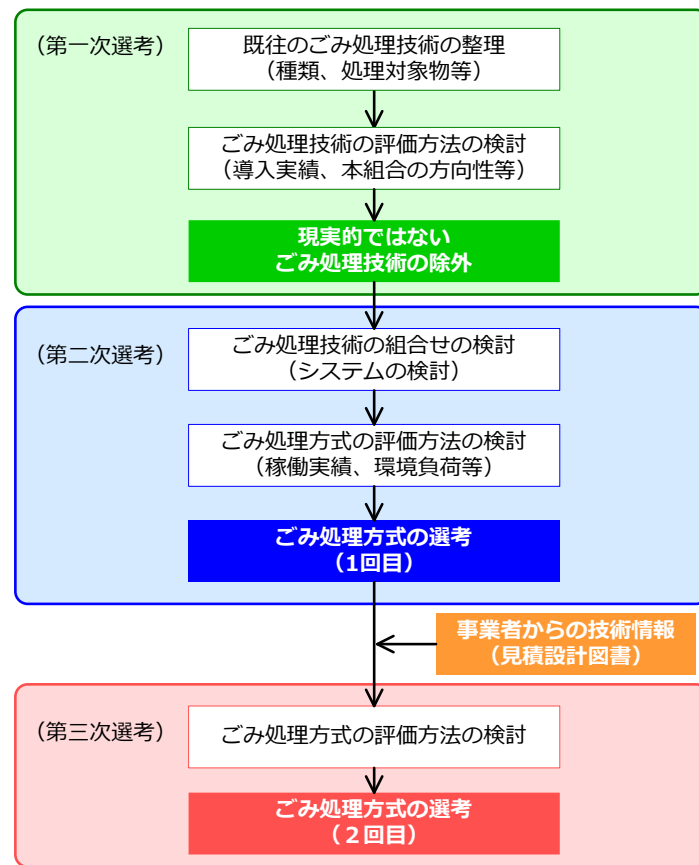 （第一次選考）
既往のごみ処理技術の整理
（種類、処理対象物等）
ごみ処理技術の評価方法の検討
（導入実績、本組合の方向性等）
現実的ではない
ごみ処理技術の除外
（第二次選考）
ごみ処理技術の組合せの検討
（システムの検討）
ごみ処理方式の評価方法の検討
（稼働実績、環境負荷等）
ごみ処理方式の選考
（1回目）
事業者からの技術情報
（見積設計図書）
（第三次選考）
ごみ処理方式の評価方法の検討
ごみ処理方式の選考
（２回目）